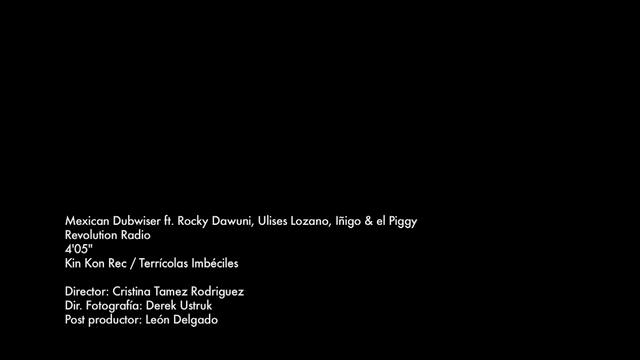 Mexican Dubwiser ft. Rocky Dawuni, Ulises Lozano, Iñigo & el Piggy
Revolution Radio
4'05"
Kin Kon Rec / Terrícolas Imbéciles
Director: Cristina Tamez Rodriguez
Dir. Fotografía: Derek Ustruk
Post productor: León Delgado